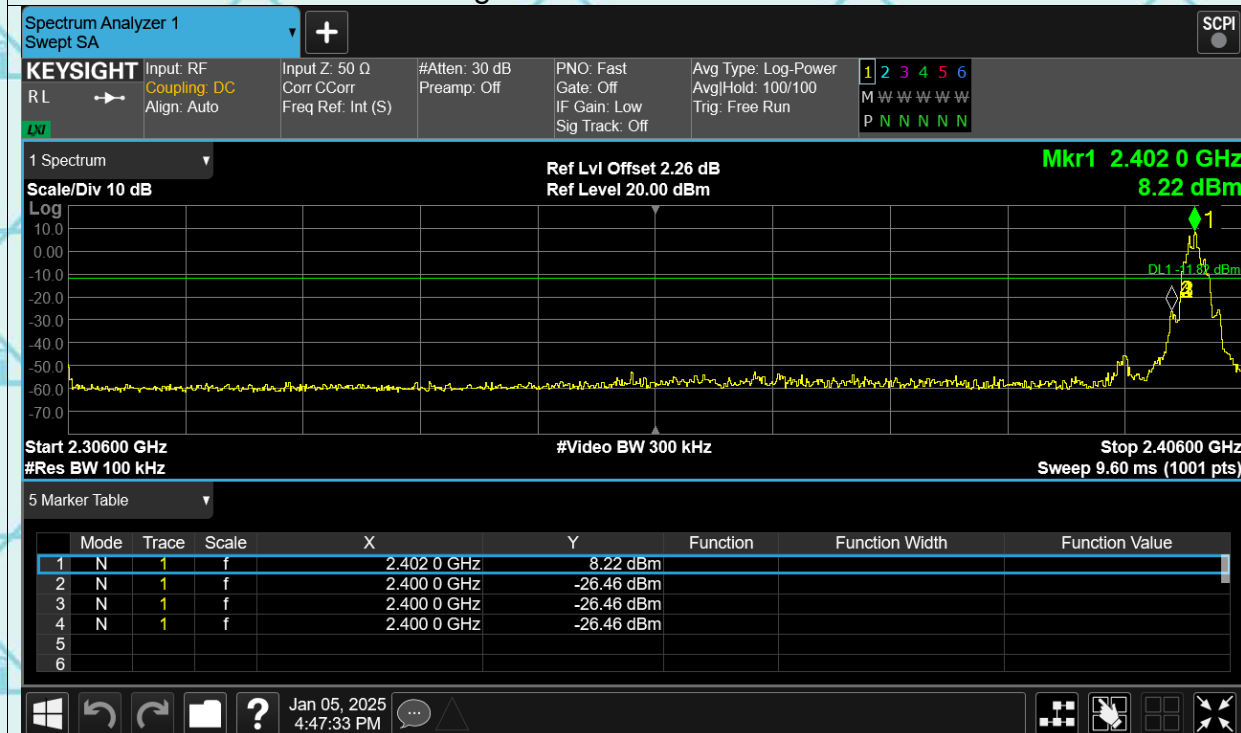 Spectrum Analyzer 1
Swept SA
+
SCPI
KEYSIGHT
RL
LXI
Input: RF
Coupling: DC
Align: Auto
Input Z: 50 Ω
Corr CCorr
Freq Ref: Int (S)
#Atten: 30 dB
Preamp: Off
PNO: Fast
Gate: Off
IF Gain: Low
Sig Track: Off
Avg Type: Log-Power
Avg|Hold: 100/100
Trig: Free Run
1 2 3 4 5 6
M W W W W W
P N N N N N
1 Spectrum
Scale/Div 10 dB
Ref Lvl Offset 2.26 dB
Ref Level 20.00 dBm
Mkr1 2.402 0 GHz
8.22 dBm
Log
10.0
0.00
-10.0
-20.0
-30.0
-40.0
-50.0
-60.0
-70.0
1
DL1 -11.82 dBm
Start 2.30600 GHz
#Res BW 100 kHz
#Video BW 300 kHz
Stop 2.40600 GHz
Sweep 9.60 ms (1001 pts)
5 Marker Table
Mode Trace Scale X Y Function Function Width Function Value
1 N 1 f 2.402 0 GHz 8.22 dBm
2 N 1 f 2.400 0 GHz -26.46 dBm
3 N 1 f 2.400 0 GHz -26.46 dBm
4 N 1 f 2.400 0 GHz -26.46 dBm
5
6
?
Jan 05, 2025
4:47:33 PM